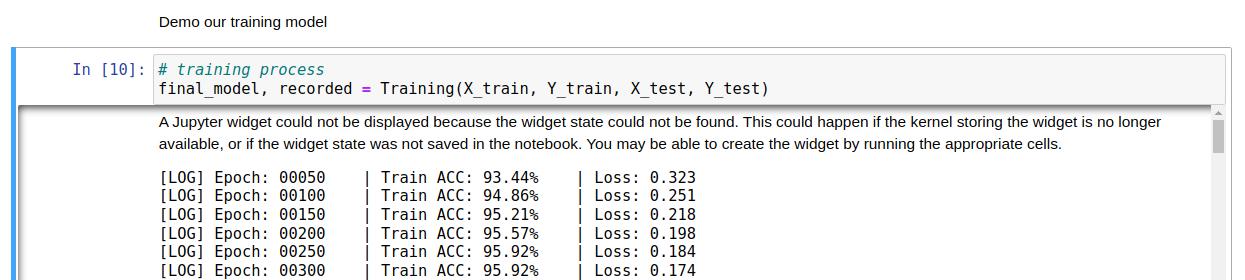 Demo our training model
In [10]: # training process
final_model, recorded = Training(X_train, Y_train, X_test, Y_test)
A Jupyter widget could not be displayed because the widget state could not be found. This could happen if the kernel storing the widget is no longer
available, or if the widget state was not saved in the notebook. You may be able to create the widget by running the appropriate cells.
[LOG] Epoch: 00050    | Train ACC: 93.44%    | Loss: 0.323
[LOG] Epoch: 00100    | Train ACC: 94.86%    | Loss: 0.251
[LOG] Epoch: 00150    | Train ACC: 95.21%    | Loss: 0.218
[LOG] Epoch: 00200    | Train ACC: 95.57%    | Loss: 0.198
[LOG] Epoch: 00250    | Train ACC: 95.92%    | Loss: 0.184
[LOG] Epoch: 00300    | Train ACC: 95.92%    | Loss: 0.174